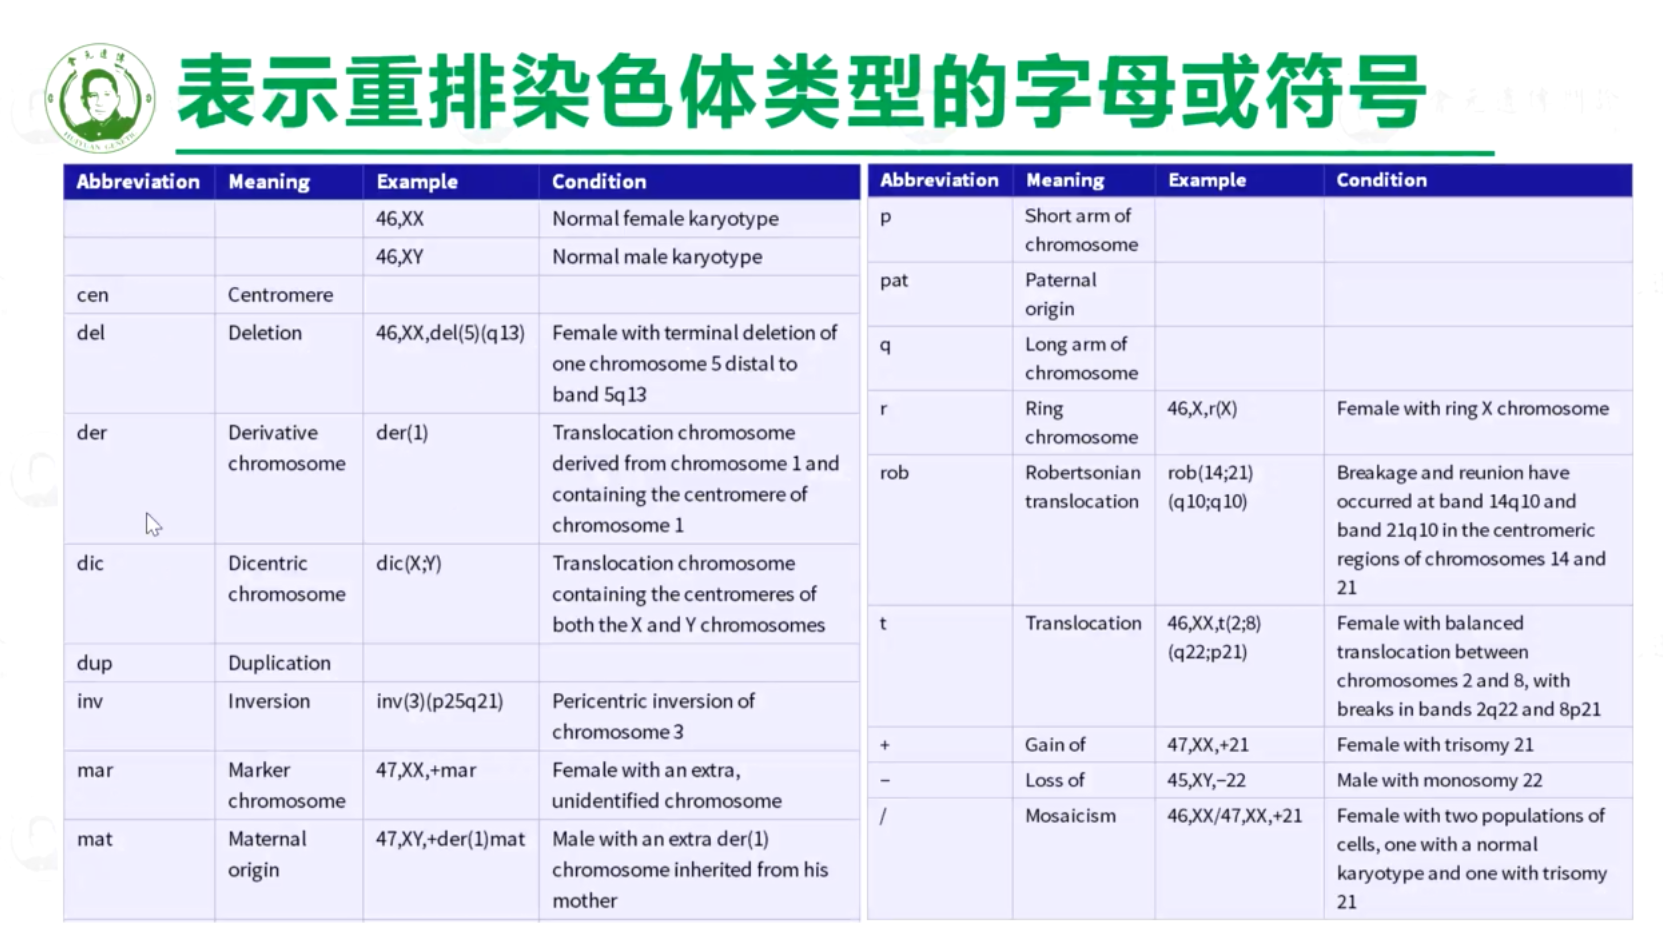 表示重排染色体类型的字母或符号
Abbreviation Meaning Example Condition
46,XX Normal female karyotype
46,XY Normal male karyotype
cen Centromere
del Deletion 46,XX,del(5)(q13) Female with terminal deletion of
one chromosome 5 distal to
band 5q13
der Derivative der(1) Translocation chromosome
chromosome derived from chromosome 1 and
containing the centromere of
chromosome 1
dic Dicentric dic(X;Y) Translocation chromosome
chromosome containing the centromeres of
both the X and Y chromosomes
dup Duplication
inv Inversion inv(3)(p25q21) Pericentric inversion of
chromosome 3
mar Marker 47,XX,+mar Female with an extra,
chromosome unidentified chromosome
mat Maternal 47,XY,+der(1)mat Male with an extra der(1)
origin chromosome inherited from his
mother
Abbreviation Meaning Example Condition
p Short arm of
chromosome
pat Paternal
origin
q Long arm of
chromosome
r Ring 46,X,r(X) Female with ring X chromosome
chromosome
rob Robertsonian rob(14;21) Breakage and reunion have
translocation (q10;q10) occurred at band 14q10 and
band 21q10 in the centromeric
regions of chromosomes 14 and
21
t Translocation 46,XX,t(2;8) Female with balanced
(q22;p21) translocation between
chromosomes 2 and 8, with
breaks in bands 2q22 and 8p21
+ Gain of 47,XX,+21 Female with trisomy 21
− Loss of 45,XY,−22 Male with monosomy 22
/ Mosaicism 46,XX/47,XX,+21 Female with two populations of
cells, one with a normal
karyotype and one with trisomy
21